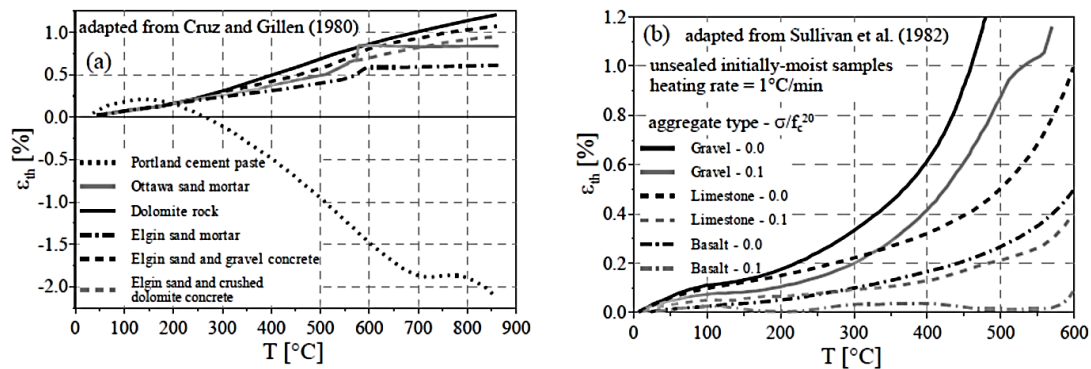 adapted from Cruz and Gillen (1980)
(a)
1.0
0.5
0.0
-0.5
-1.0
-1.5
-2.0
εth [%]
Portland cement paste
Ottawa sand mortar
Dolomite rock
Elgin sand mortar
Elgin sand and gravel concrete
Elgin sand and crushed
dolomite concrete
0 100 200 300 400 500 600 700 800 900
T [°C]
(b) adapted from Sullivan et al. (1982)
unsealed initially-moist samples
heating rate = 1°C/min
aggregate type - σ/fc20
Gravel - 0.0
Gravel - 0.1
Limestone - 0.0
Limestone - 0.1
Basalt - 0.0
Basalt - 0.1
1.2
1.0
0.8
0.6
0.4
0.2
0.0
εth [%]
0 100 200 300 400 500 600
T [°C]